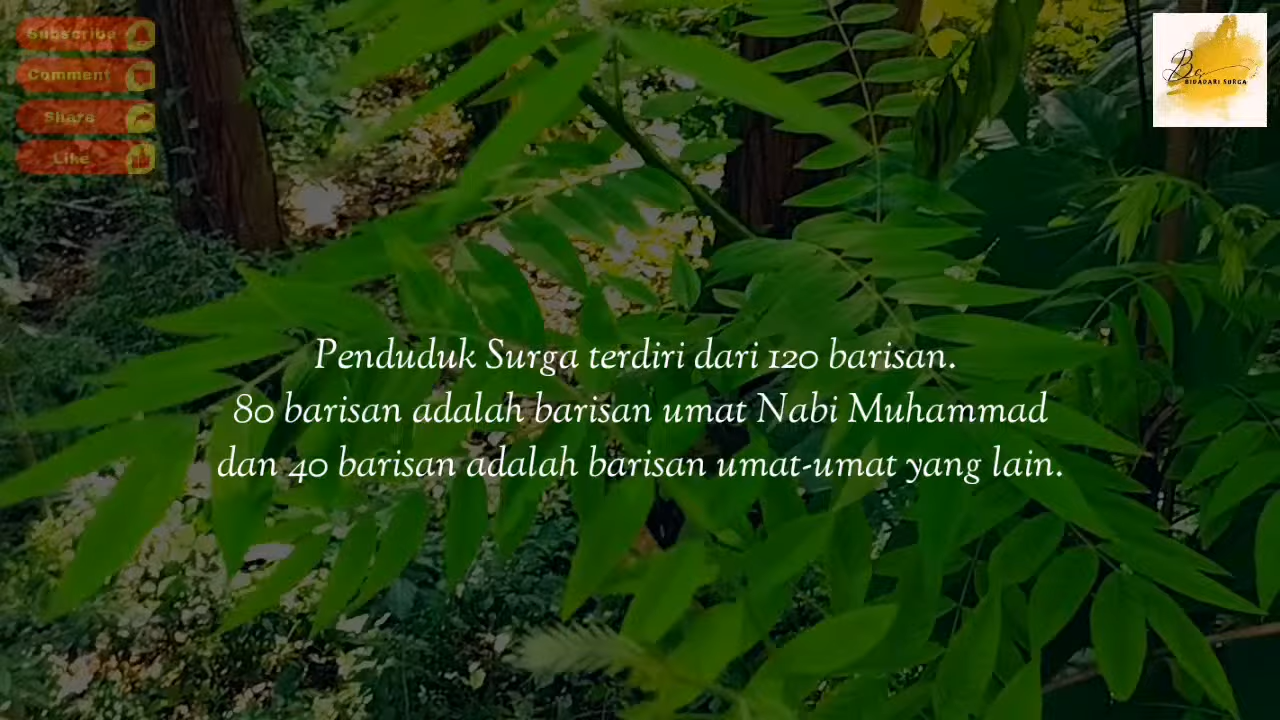 Subscribe
Comment
Share
Like
BIDADARI SURGA
Penduduk Surga terdiri dari 120 barisan.
80 barisan adalah barisan umat Nabi Muhammad
dan 40 barisan adalah barisan umat-umat yang lain.